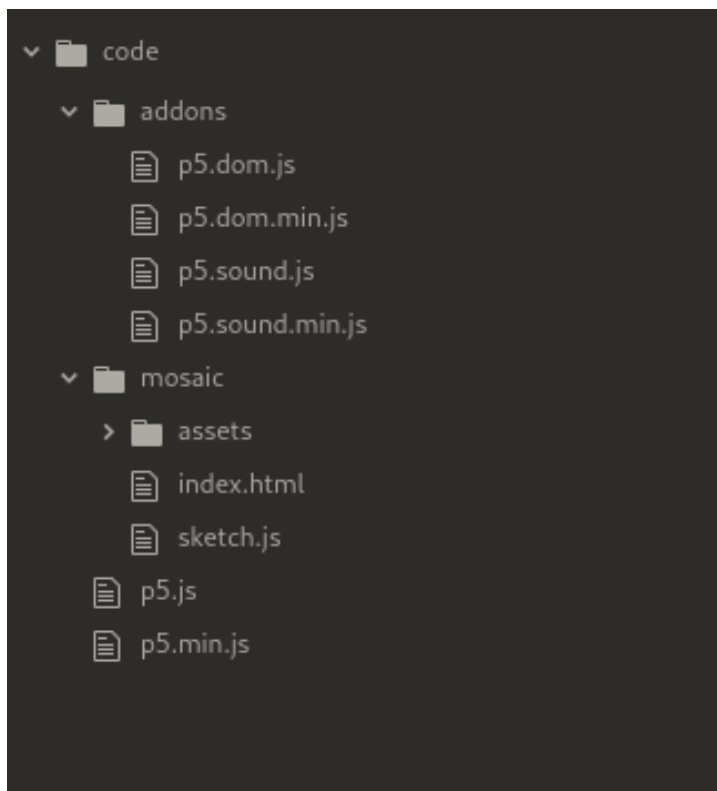 code
addons
p5.dom.js
p5.dom.min.js
p5.sound.js
p5.sound.min.js
mosaic
assets
index.html
sketch.js
p5.js
p5.min.js